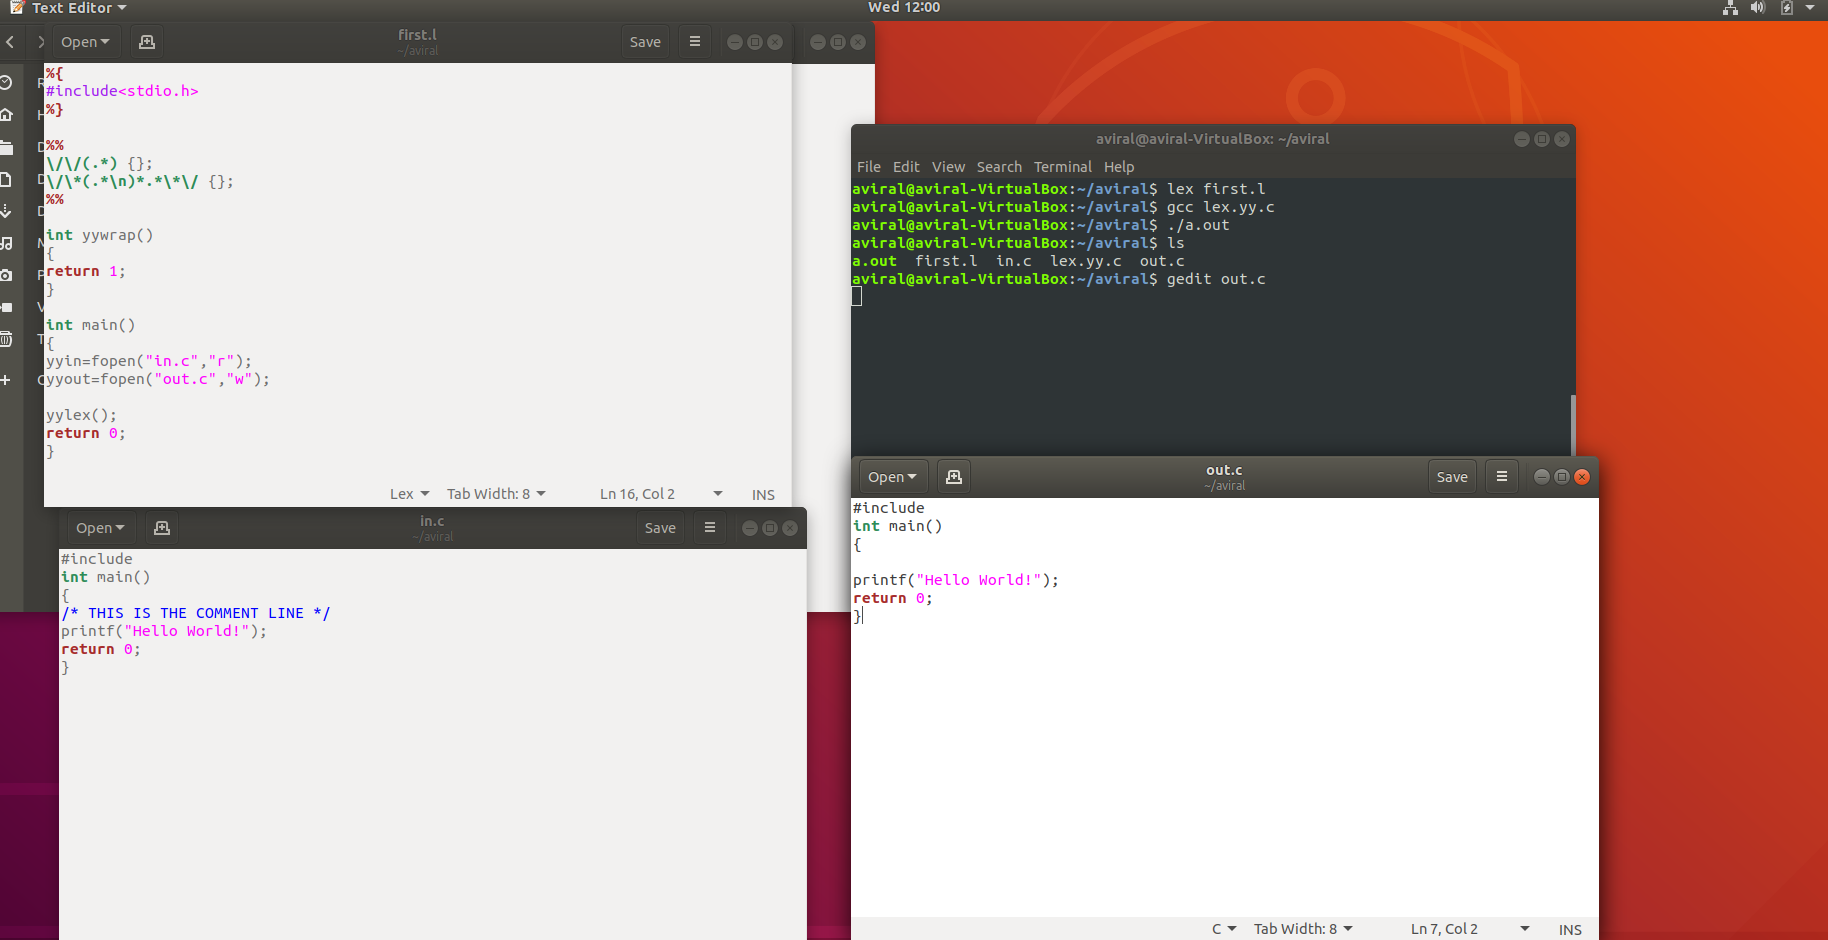 Text Editor
Wed 12:00
Open
first.l
~/aviral
Save
%{
#include<stdio.h>
%}
%%
\/\/(.*) {};
\/\*(.*\n)*.*\*\/ {};
%%
int yywrap()
{
return 1;
}
int main()
{
yyin=fopen("in.c","r");
yyout=fopen("out.c","w");
yylex();
return 0;
}
Lex
Tab Width: 8
Ln 16, Col 2
INS
Open
in.c
~/aviral
Save
#include
int main()
{
/* THIS IS THE COMMENT LINE */
printf("Hello World!");
return 0;
}
aviral@aviral-VirtualBox: ~/aviral
File Edit View Search Terminal Help
aviral@aviral-VirtualBox:~/aviral$ lex first.l
aviral@aviral-VirtualBox:~/aviral$ gcc lex.yy.c
aviral@aviral-VirtualBox:~/aviral$ ./a.out
aviral@aviral-VirtualBox:~/aviral$ ls
a.out first.l in.c lex.yy.c out.c
aviral@aviral-VirtualBox:~/aviral$ gedit out.c
Open
out.c
~/aviral
Save
#include
int main()
{
printf("Hello World!");
return 0;
}
C
Tab Width: 8
Ln 7, Col 2
INS